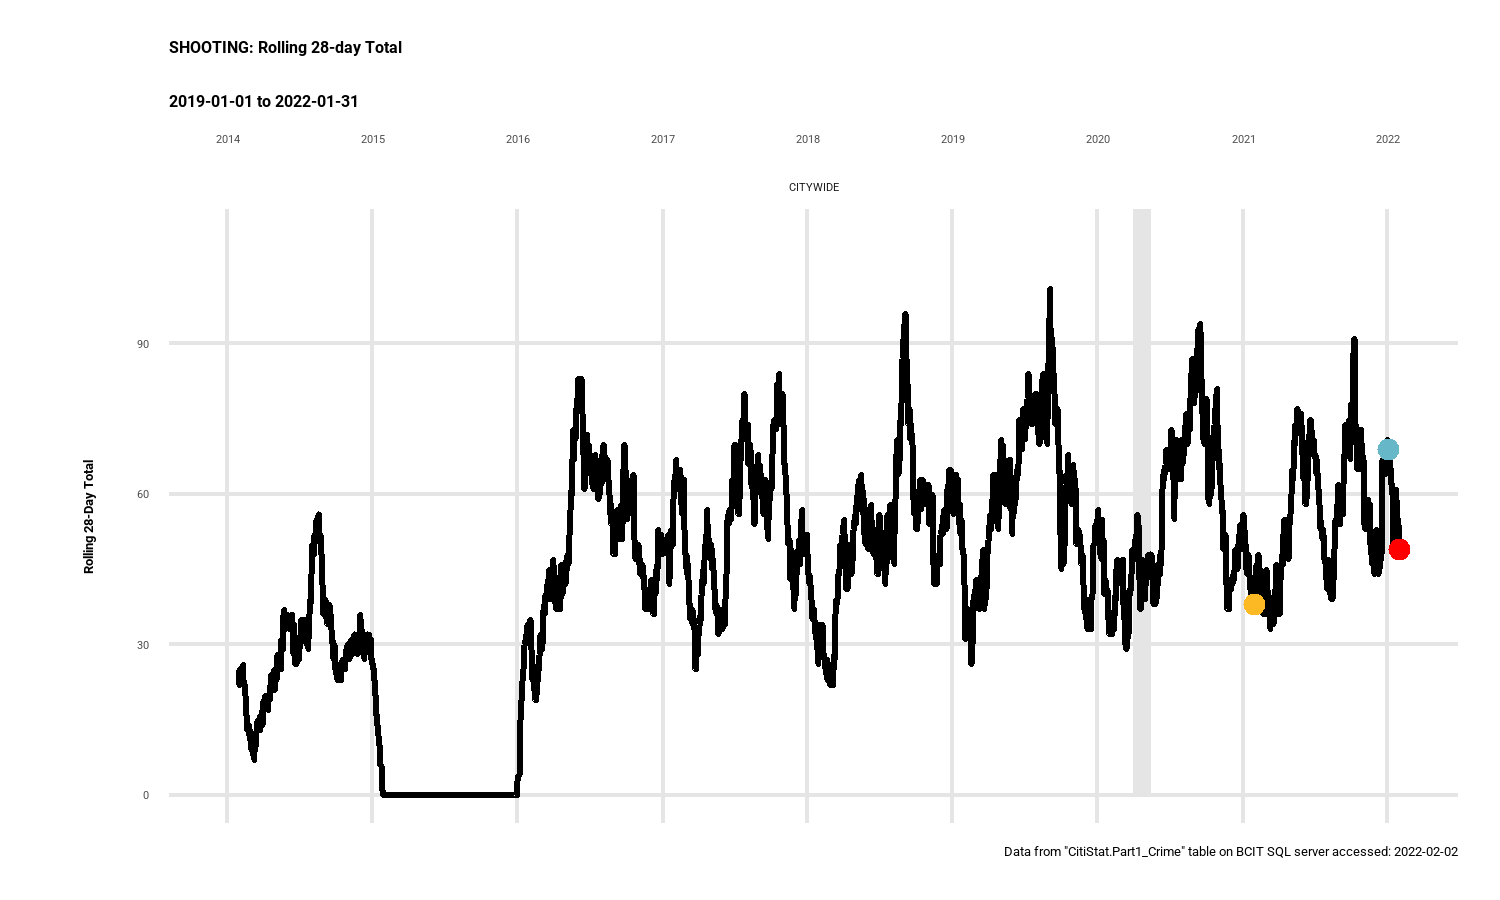 SHOOTING: Rolling 28-day Total
2019-01-01 to 2022-01-31
2014 2015 2016 2017 2018 2019 2020 2021 2022
CITYWIDE
90
60
30
0
Rolling 28-Day Total
Data from "CitiStat.Part1_Crime" table on BCIT SQL server accessed: 2022-02-02